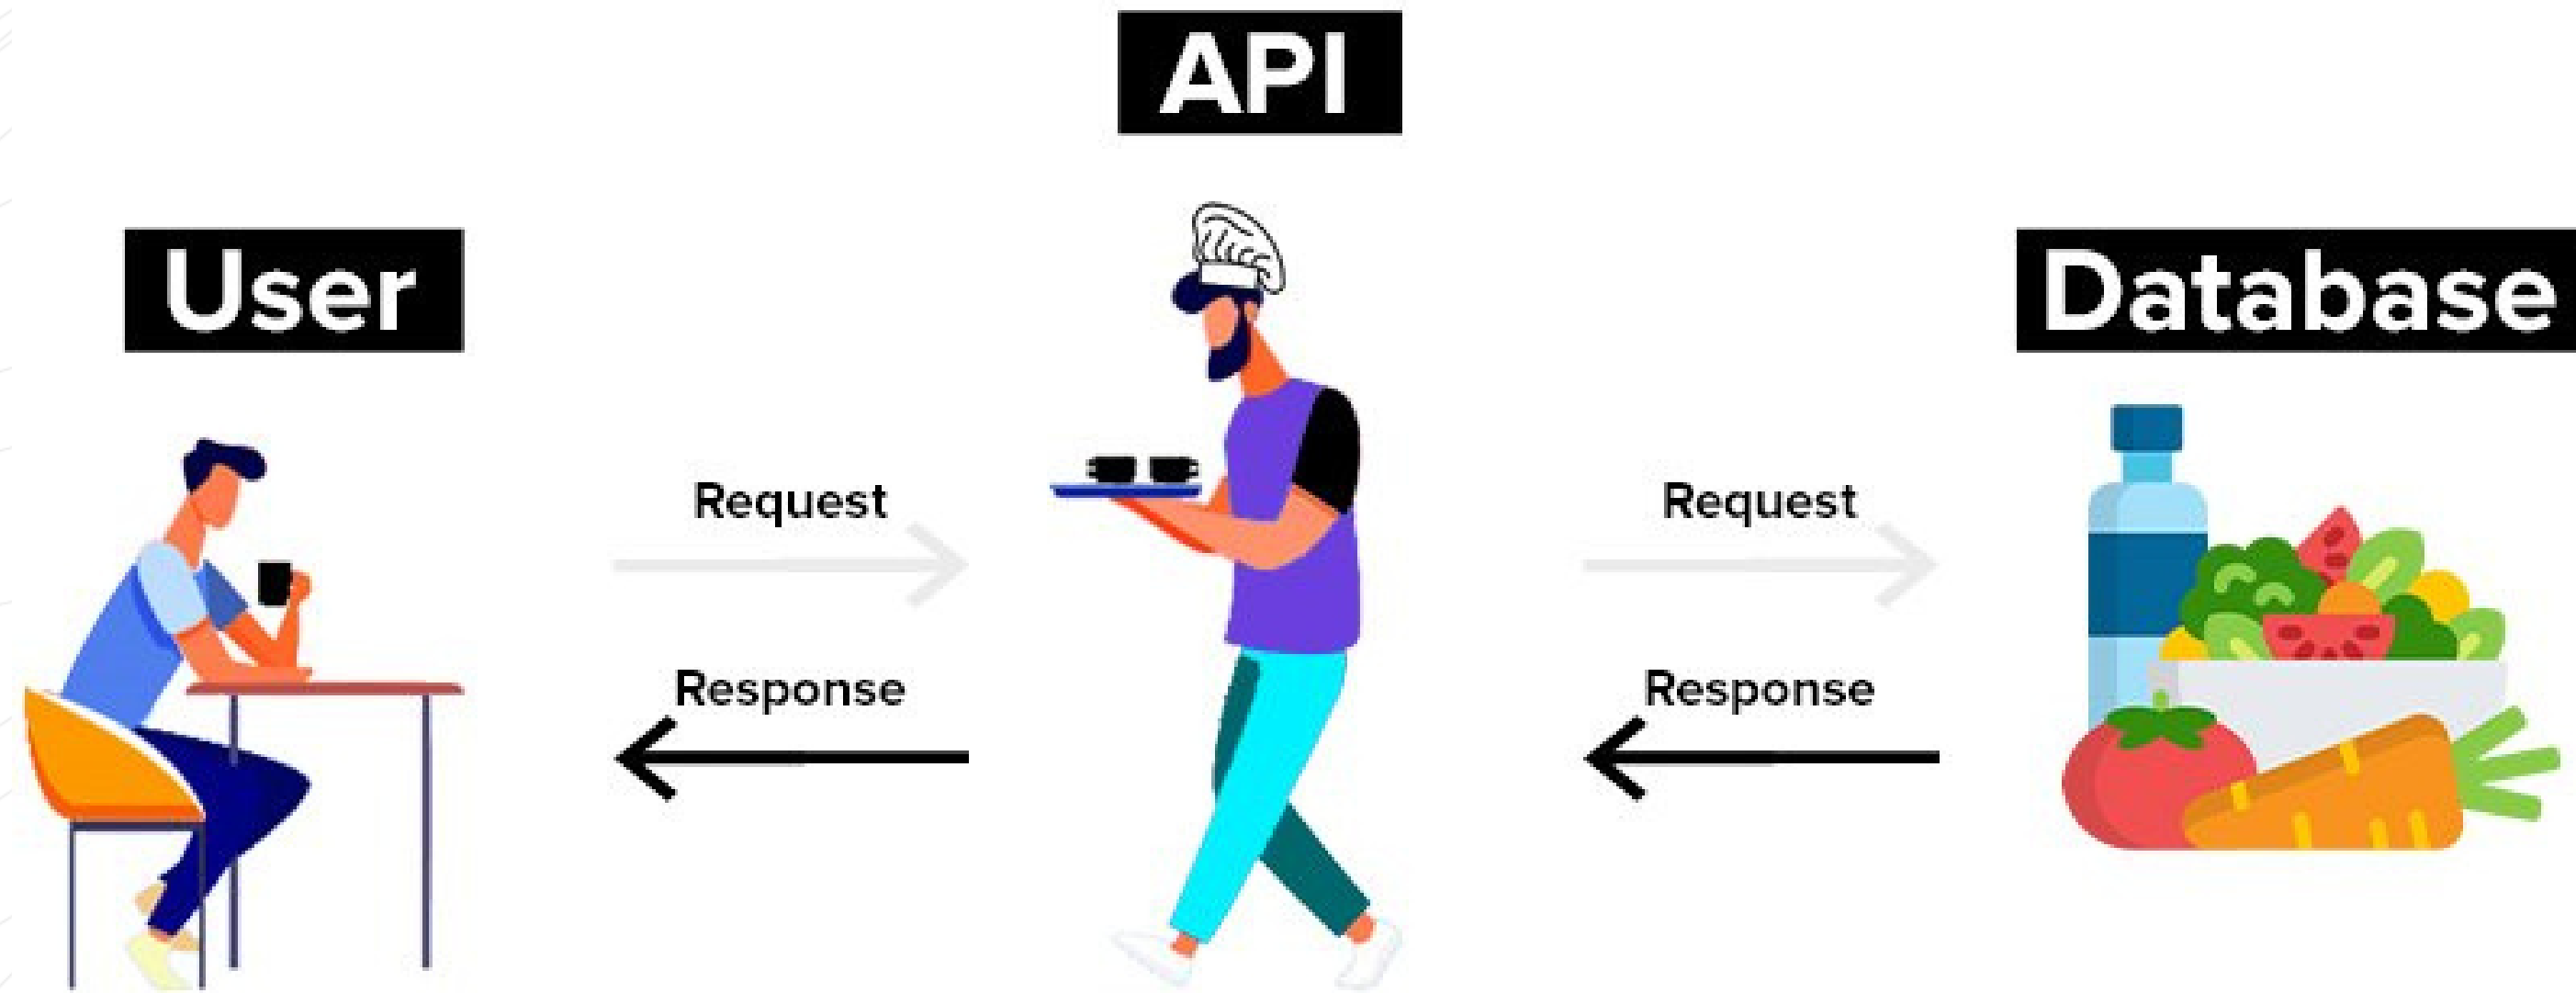 API
User
Database
Request
Request
Response
Response